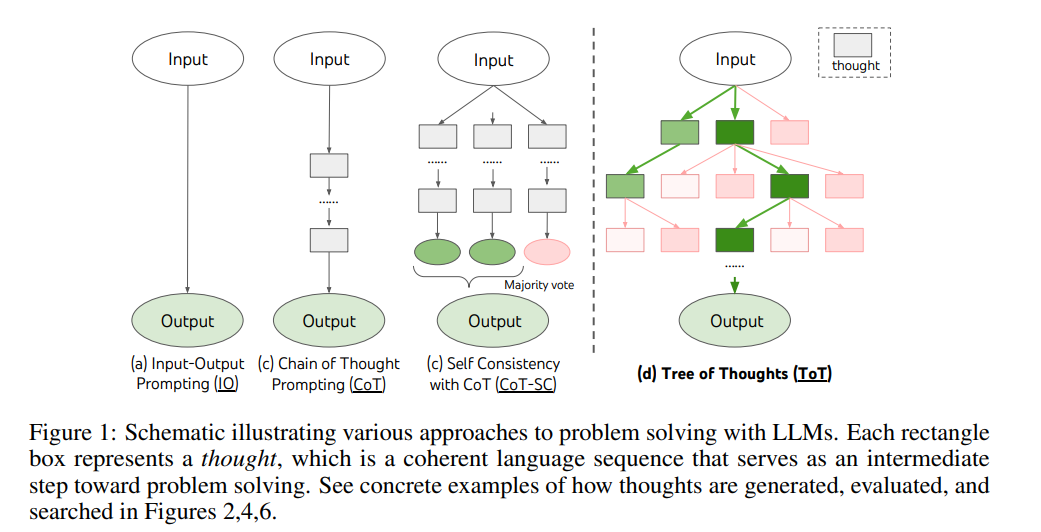 Input
Input
Input
Input
thought
......
...... ...... ......
......
Majority vote
Output
Output
Output
Output
(a) Input-Output
Prompting (IO)
(c) Chain of Thought
Prompting (CoT)
(c) Self Consistency
with CoT (CoT-SC)
(d) Tree of Thoughts (ToT)
Figure 1: Schematic illustrating various approaches to problem solving with LLMs. Each rectangle
box represents a thought, which is a coherent language sequence that serves as an intermediate
step toward problem solving. See concrete examples of how thoughts are generated, evaluated, and
searched in Figures 2,4,6.